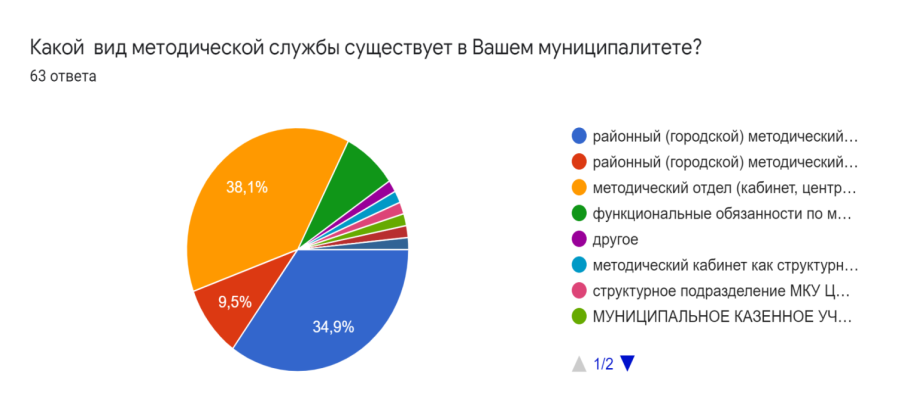 Какой вид методической службы существует в Вашем муниципалитете?
63 ответа
38,1%
9,5%
34,9%
районный (городской) методический…
районный (городской) методический…
методический отдел (кабинет, центр…
функциональные обязанности по м…
другое
методический кабинет как структурн…
структурное подразделение МКУ Ц…
МУНИЦИПАЛЬНОЕ КАЗЕННОЕ УЧ…
1/2